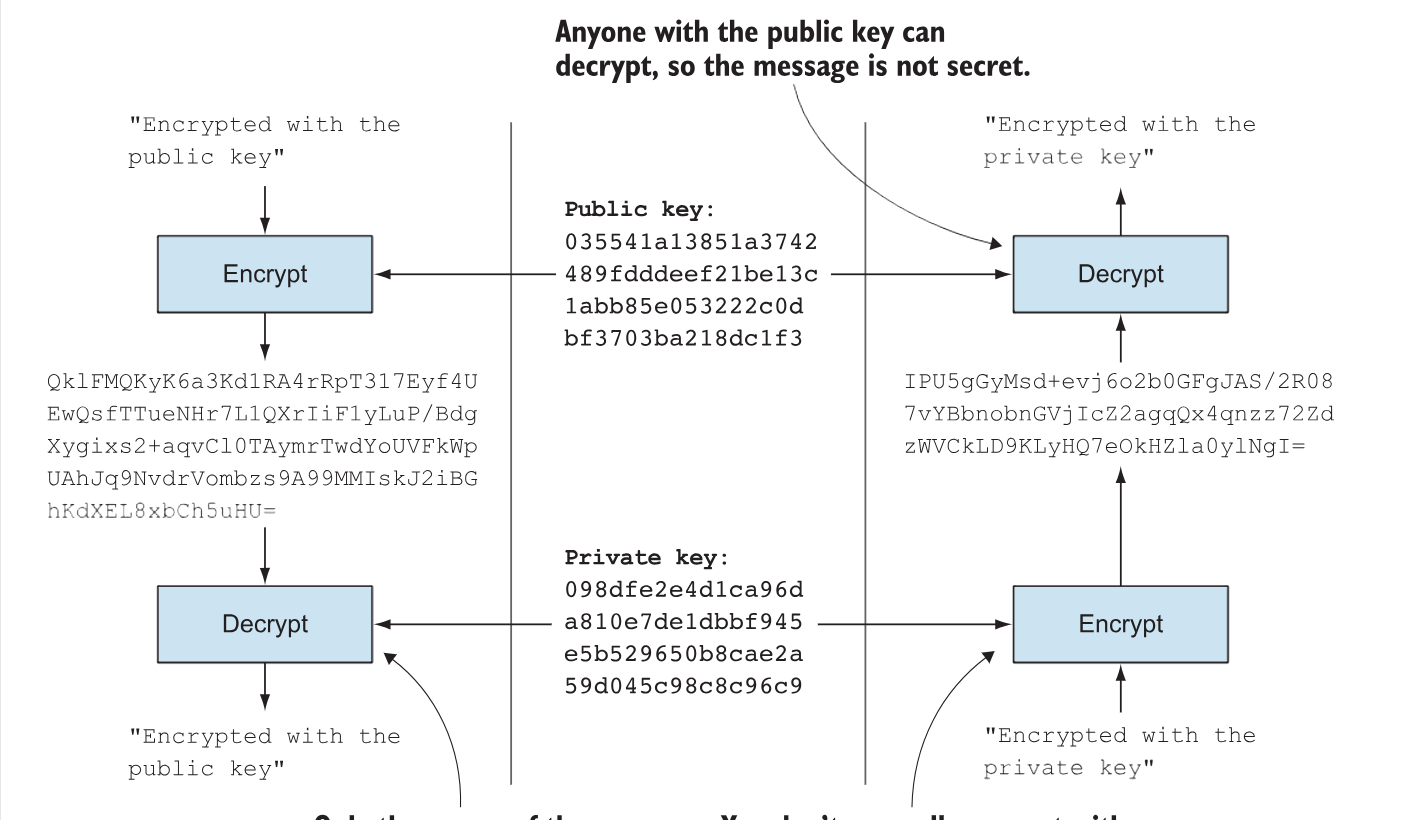 Anyone with the public key can
decrypt, so the message is not secret.
"Encrypted with the
public key"
Encrypt
QklFMQKyK6a3Kd1RA4rRpT317Eyf4U
EwQsfTTueNHr7L1QXrIiF1yLuP/Bdg
Xygixs2+aqvCl0TAymrTwdYoUVFkWp
UAhJq9NvdrVombzs9A99MMIskJ2iBG
hKdXEL8xbCh5uHU=
Decrypt
"Encrypted with the
public key"
Public key:
035541a13851a3742
489fdddeef21be13c
1abb85e053222c0d
bf3703ba218dc1f3
Private key:
098dfe2e4d1ca96d
a810e7de1dbbf945
e5b529650b8cae2a
59d045c98c8c96c9
"Encrypted with the
private key"
Decrypt
IPU5gGyMsd+evj6o2b0GFgJAS/2R08
7vYBbnobnGVjIcZ2agqQx4qnzz72Zd
zWVCkLD9KLyHQ7eOkHZla0ylNgI=
Encrypt
"Encrypted with the
private key"